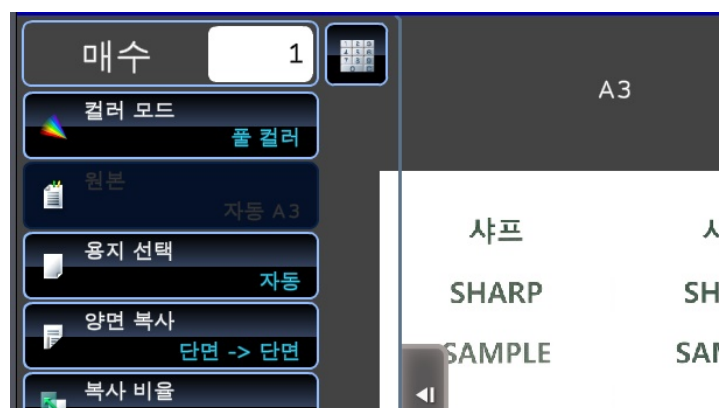 매수 1
A3
컬러 모드
풀 컬러
원본
자동 A3
용지 선택
자동
양면 복사
단면 -> 단면
복사 비율
샤프
SHARP SH
SAMPLE SAM